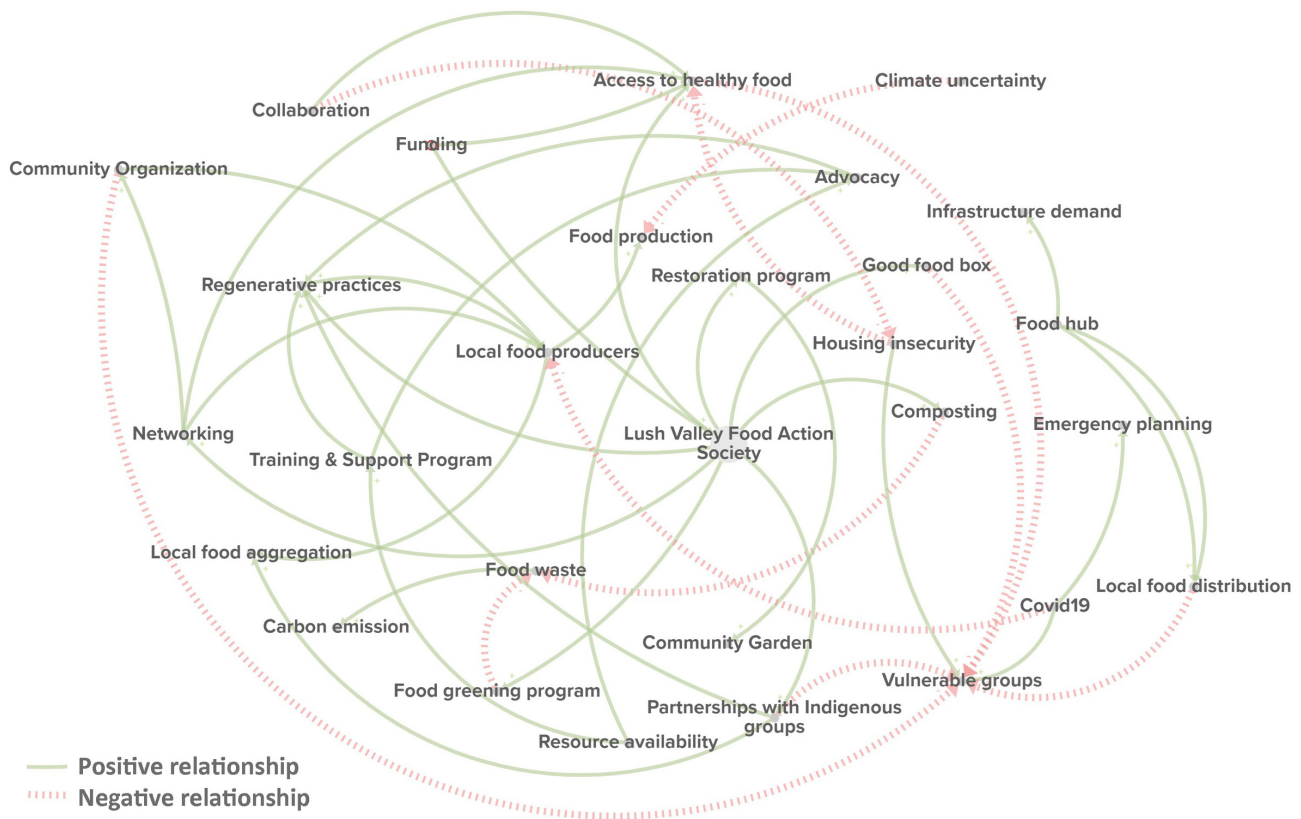 Access to healthy food
Climate uncertainty
Collaboration
Funding
Community Organization
Advocacy
Infrastructure demand
Food production
Good food box
Restoration program
Regenerative practices
Food hub
Housing insecurity
Local food producers
Composting
Emergency planning
Networking
Lush Valley Food Action
Society
Training & Support Program
Local food aggregation
Food waste
Local food distribution
Covid19
Carbon emission
Community Garden
Vulnerable groups
Food greening program
Partnerships with Indigenous
groups
Resource availability
Positive relationship
Negative relationship